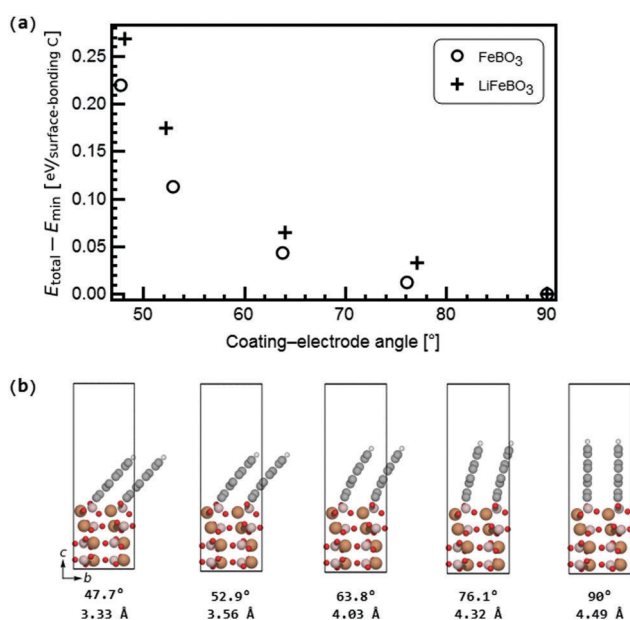 (a)
E_total – E_min [ eV/surface-bonding C ]
0.25
0.20
0.15
0.10
0.05
0.00
FeBO₃
LiFeBO₃
50 60 70 80 90
Coating–electrode angle [°]
(b)
c
b
47.7° 52.9° 63.8° 76.1° 90°
3.33 Å 3.56 Å 4.03 Å 4.32 Å 4.49 Å